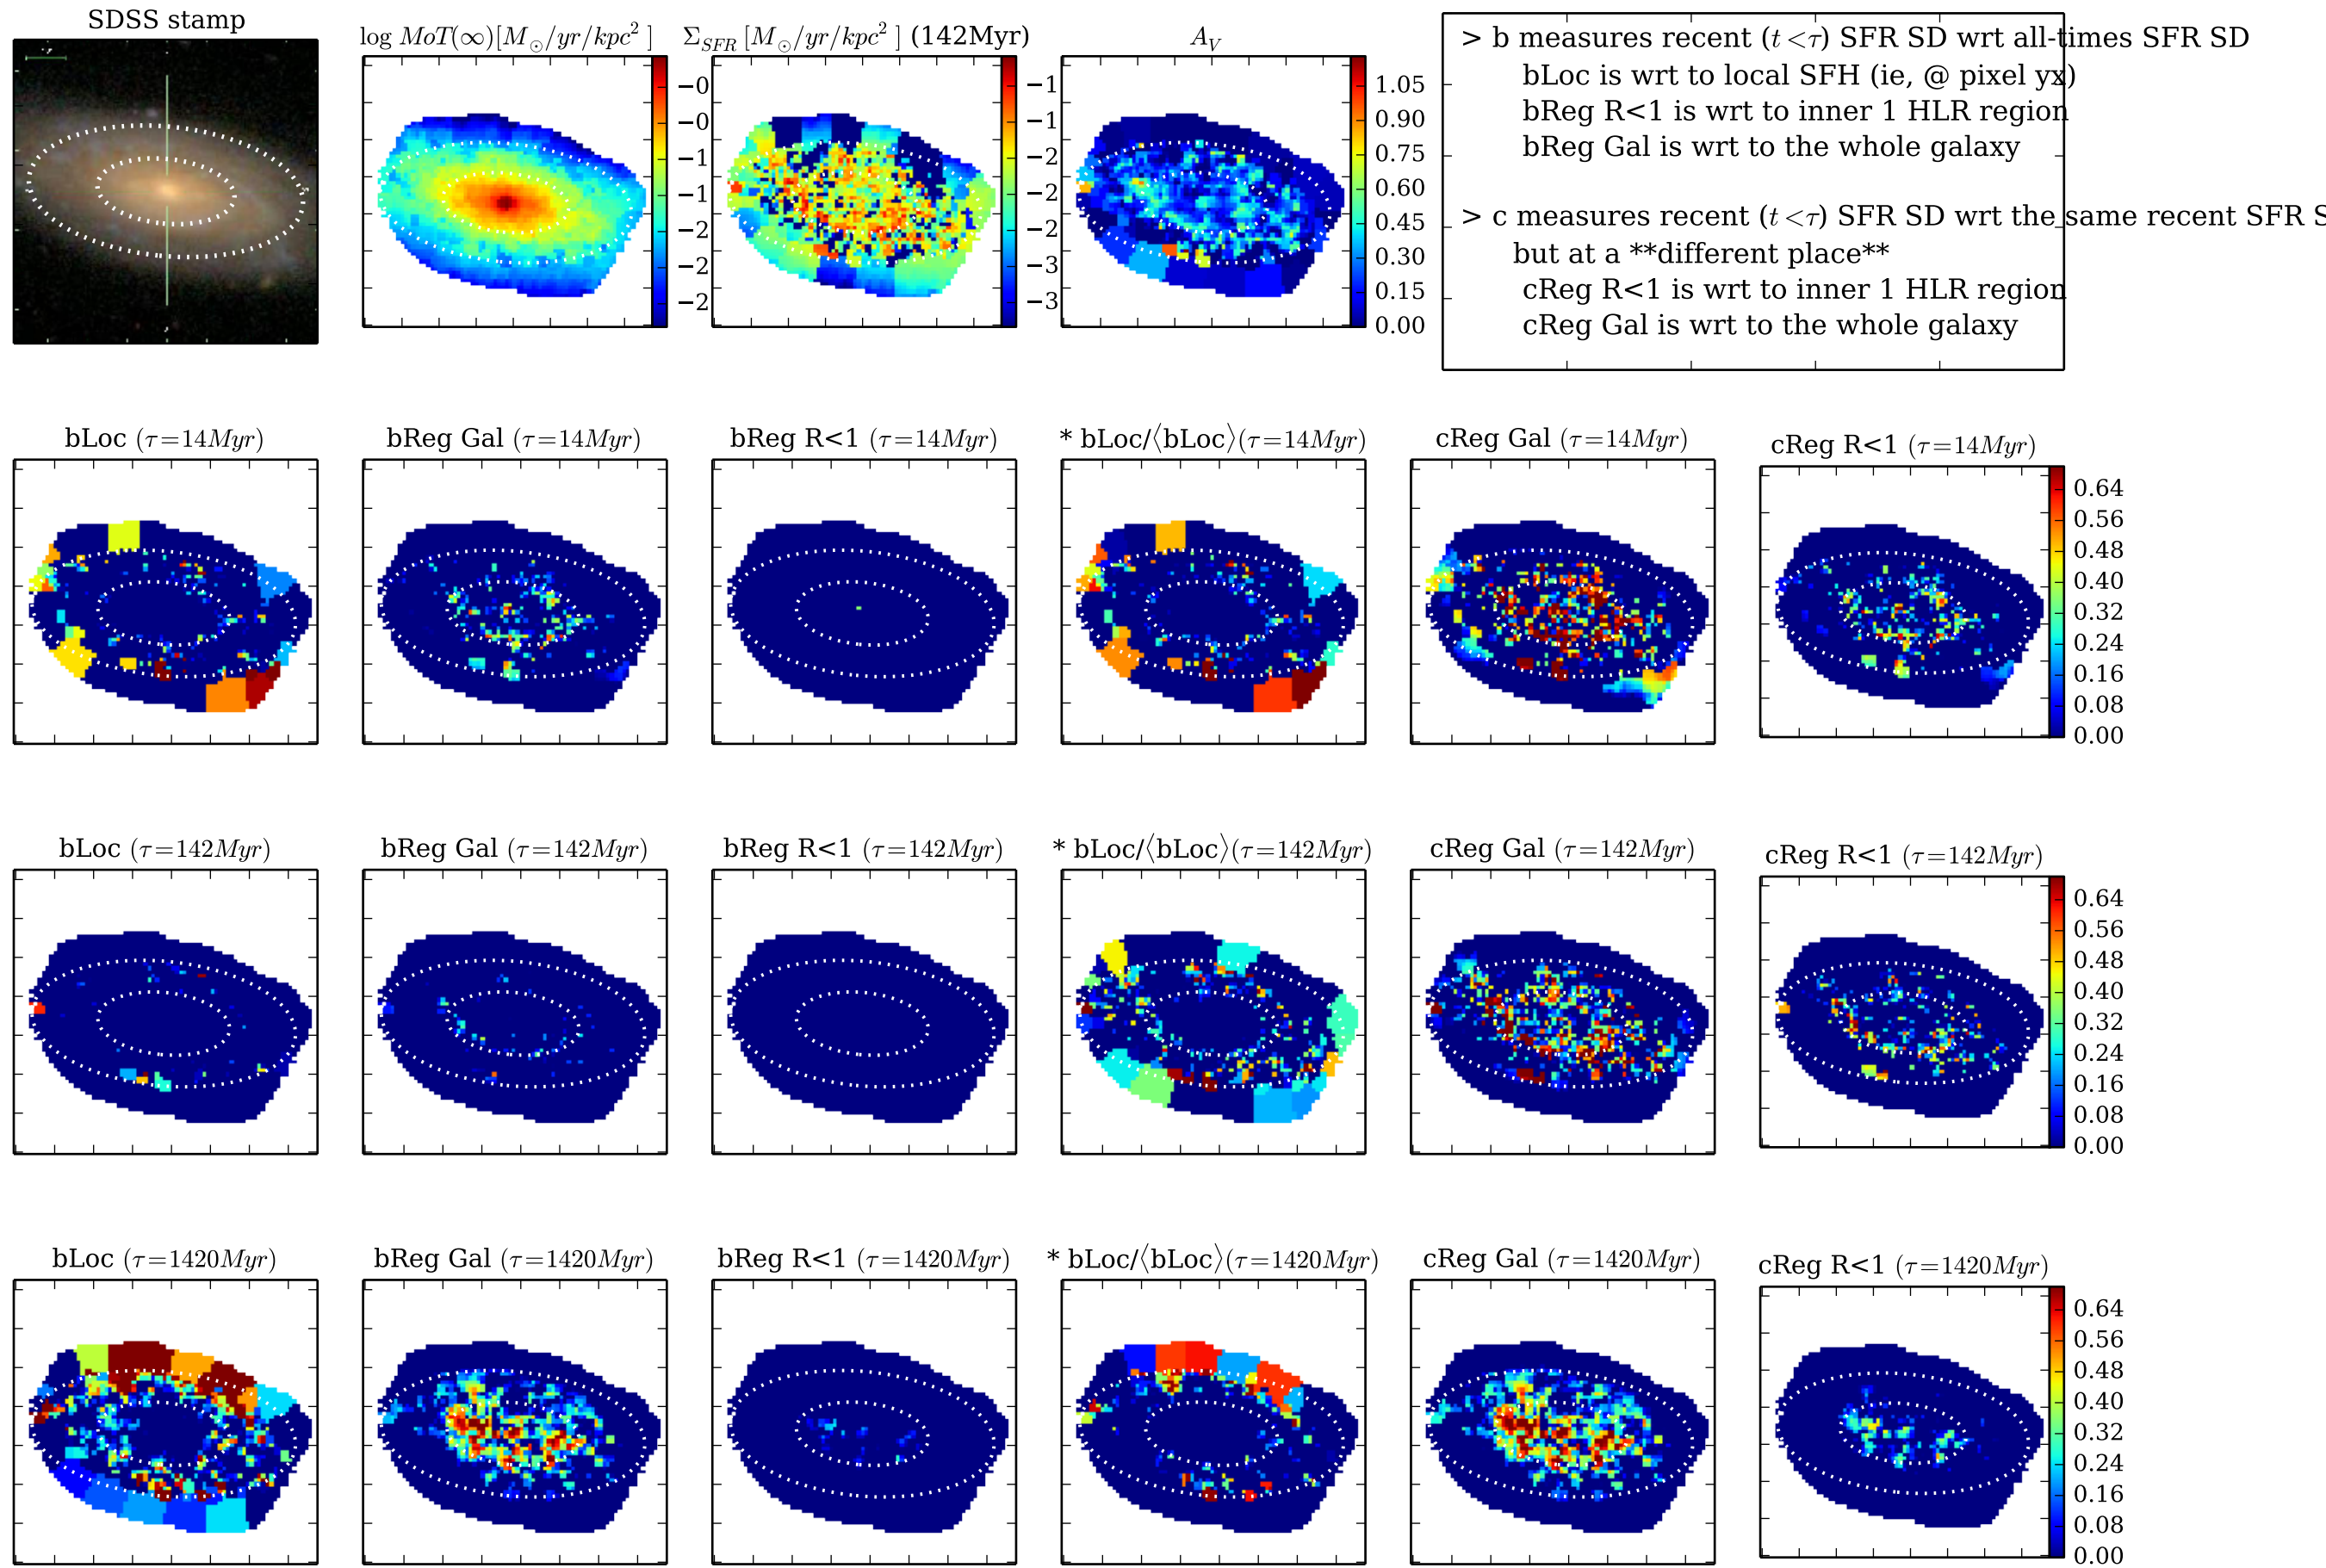 SDSS stamp
log MoT(∞)[M⊙/yr/kpc²]
Σ_SFR [M⊙/yr/kpc²] (142Myr)
A_V
−0
−0
−1
−1
−2
−2
−2
−1
−1
−2
−2
−2
−3
−3
1.05
0.90
0.75
0.60
0.45
0.30
0.15
0.00
> b measures recent (t<τ) SFR SD wrt all-times SFR SD
bLoc is wrt to local SFH (ie, @ pixel yx)
bReg R<1 is wrt to inner 1 HLR region
bReg Gal is wrt to the whole galaxy
> c measures recent (t<τ) SFR SD wrt the same recent SFR S
but at a **different place**
cReg R<1 is wrt to inner 1 HLR region
cReg Gal is wrt to the whole galaxy
bLoc (τ=14Myr)
bReg Gal (τ=14Myr)
bReg R<1 (τ=14Myr)
* bLoc/⟨bLoc⟩(τ=14Myr)
cReg Gal (τ=14Myr)
cReg R<1 (τ=14Myr)
0.64
0.56
0.48
0.40
0.32
0.24
0.16
0.08
0.00
bLoc (τ=142Myr)
bReg Gal (τ=142Myr)
bReg R<1 (τ=142Myr)
* bLoc/⟨bLoc⟩(τ=142Myr)
cReg Gal (τ=142Myr)
cReg R<1 (τ=142Myr)
0.64
0.56
0.48
0.40
0.32
0.24
0.16
0.08
0.00
bLoc (τ=1420Myr)
bReg Gal (τ=1420Myr)
bReg R<1 (τ=1420Myr)
* bLoc/⟨bLoc⟩(τ=1420Myr)
cReg Gal (τ=1420Myr)
cReg R<1 (τ=1420Myr)
0.64
0.56
0.48
0.40
0.32
0.24
0.16
0.08
0.00